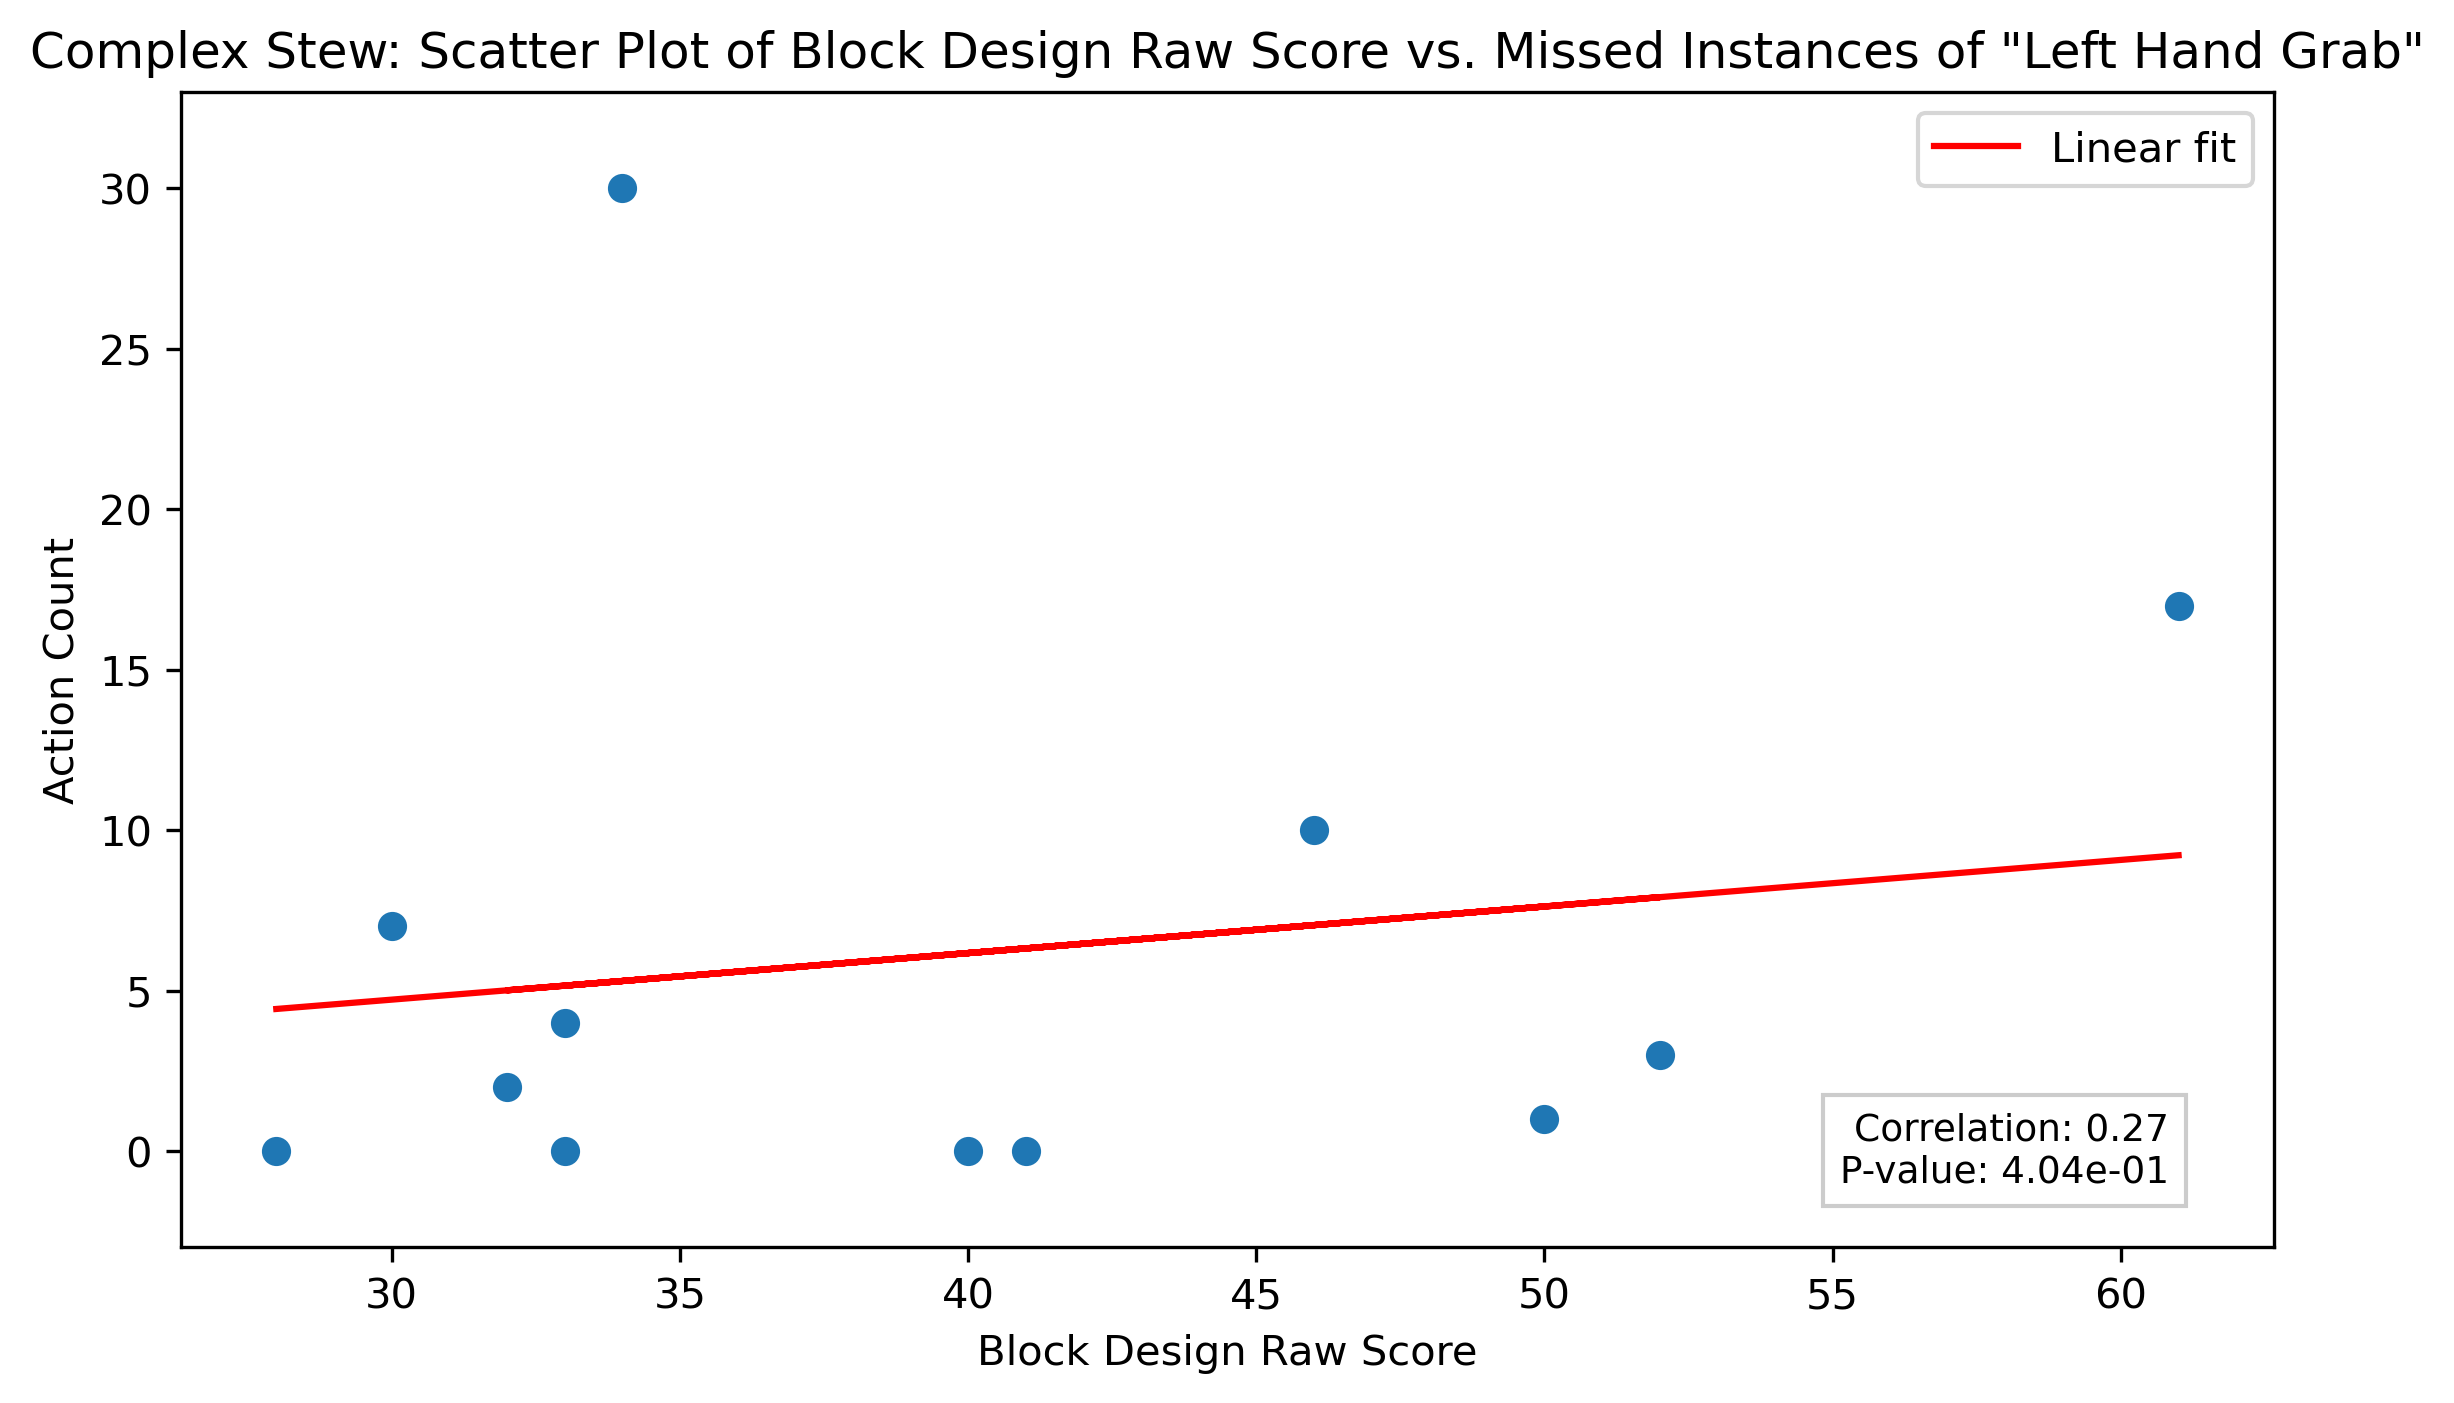 Complex Stew: Scatter Plot of Block Design Raw Score vs. Missed Instances of "Left Hand Grab"
Linear fit
30
25
20
15
10
5
0
Action Count
Correlation: 0.27
P-value: 4.04e-01
30 35 40 45 50 55 60
Block Design Raw Score